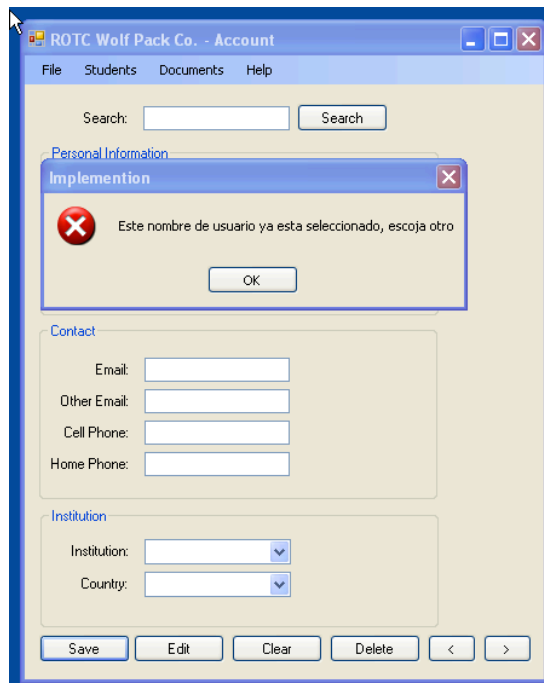 ROTC Wolf Pack Co. - Account
File Students Documents Help
Search: Search
Personal Information
Implemention
Este nombre de usuario ya esta seleccionado, escoja otro
OK
Contact
Email:
Other Email:
Cell Phone:
Home Phone:
Institution
Institution:
Country:
Save Edit Clear Delete < >